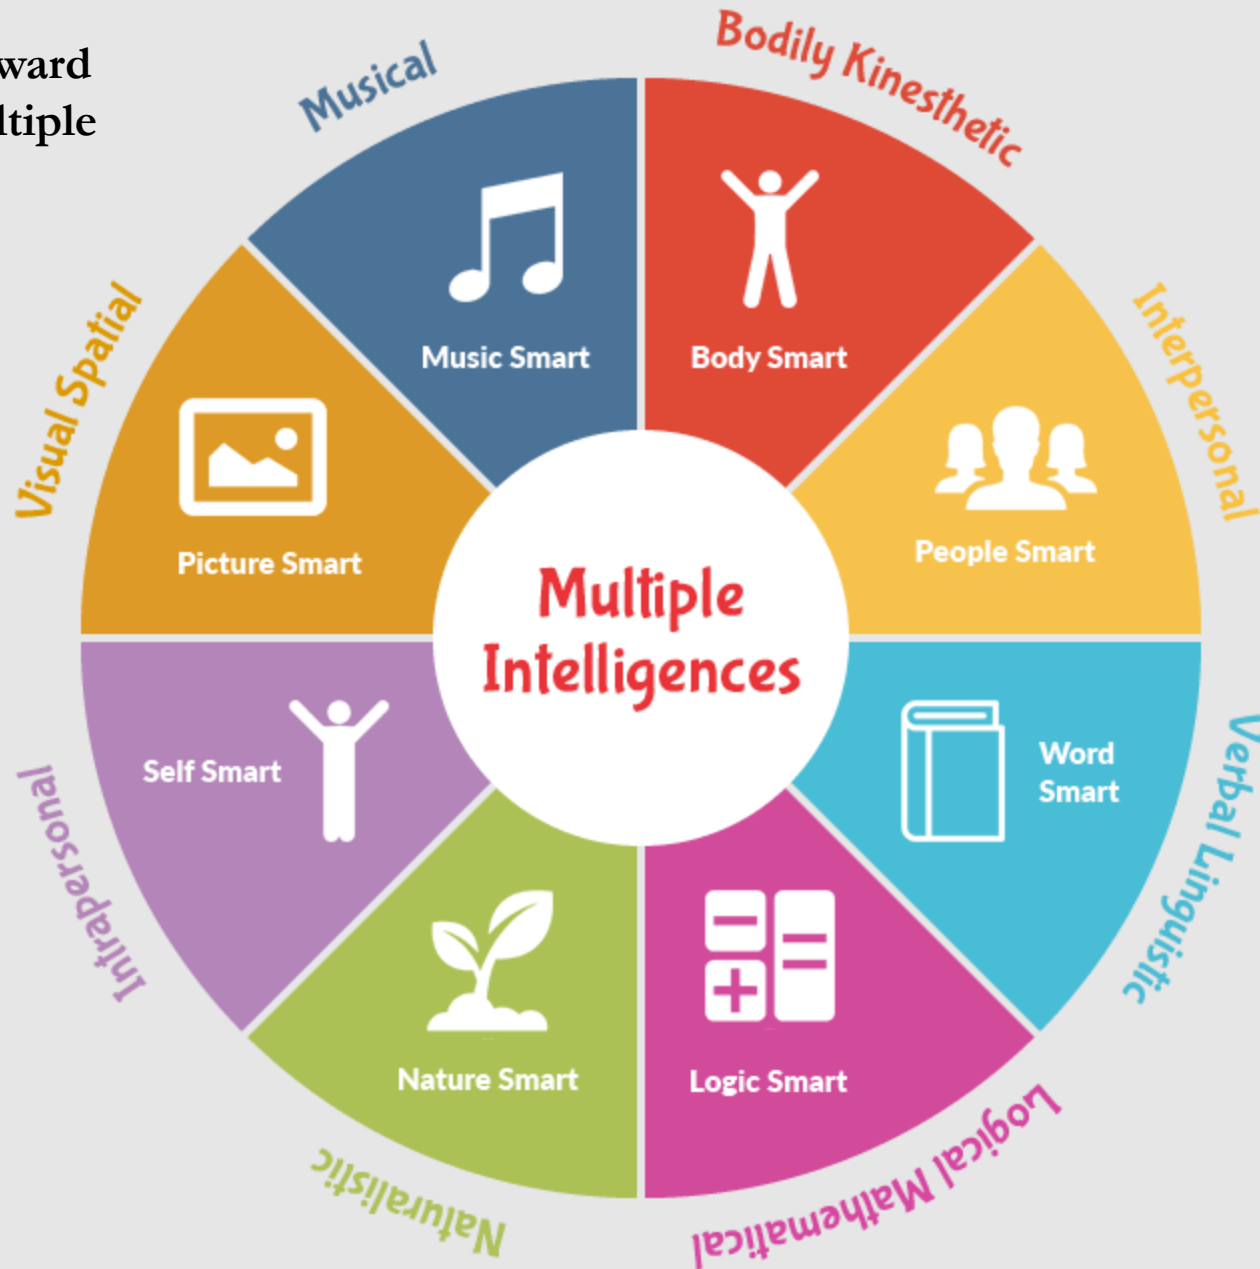 ward
ltiple
Musical
Bodily Kinesthetic
Visual Spatial
Interpersonal
Music Smart
Body Smart
Picture Smart
People Smart
Multiple
Intelligences
Self Smart
Word
Smart
Intrapersonal
Verbal Linguistic
Nature Smart
Logic Smart
Naturalistic
Logical Mathematical